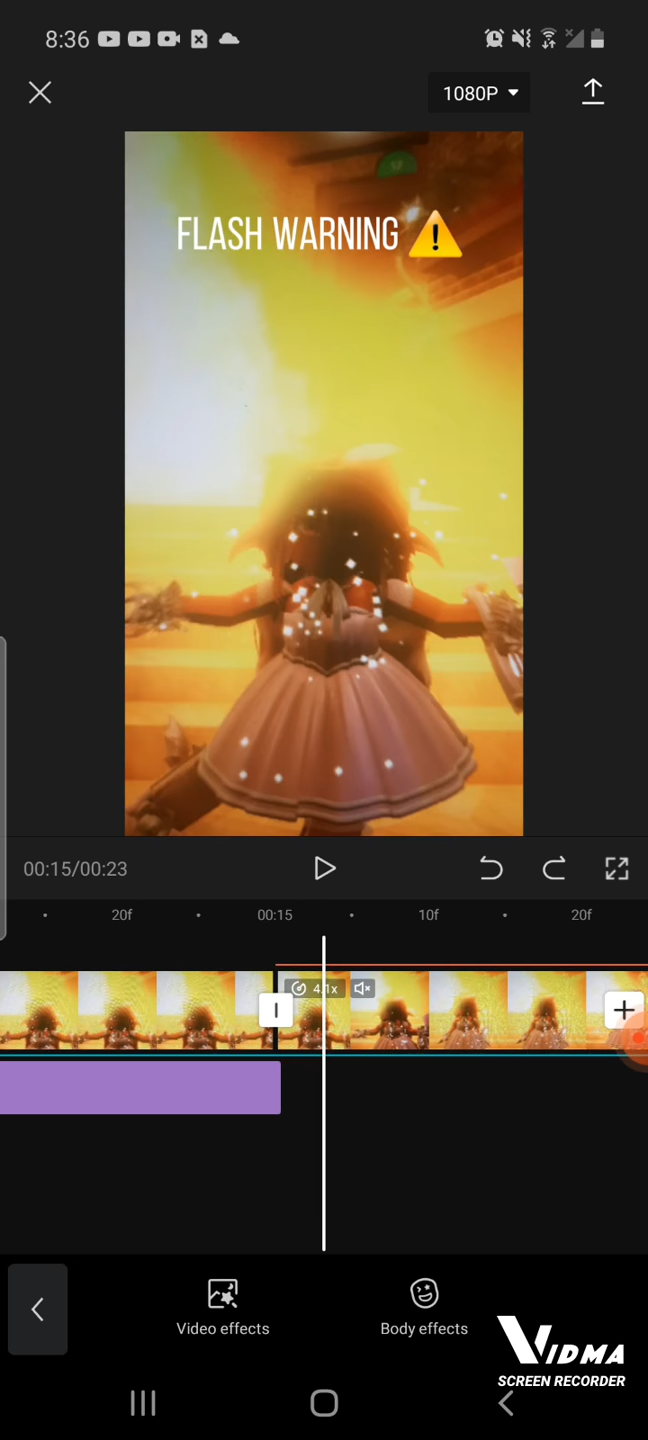 8:36
1080P
FLASH WARNING
00:15/00:23
20f
00:15
10f
20f
4.1x
Video effects
Body effects
VIDMA
SCREEN RECORDER